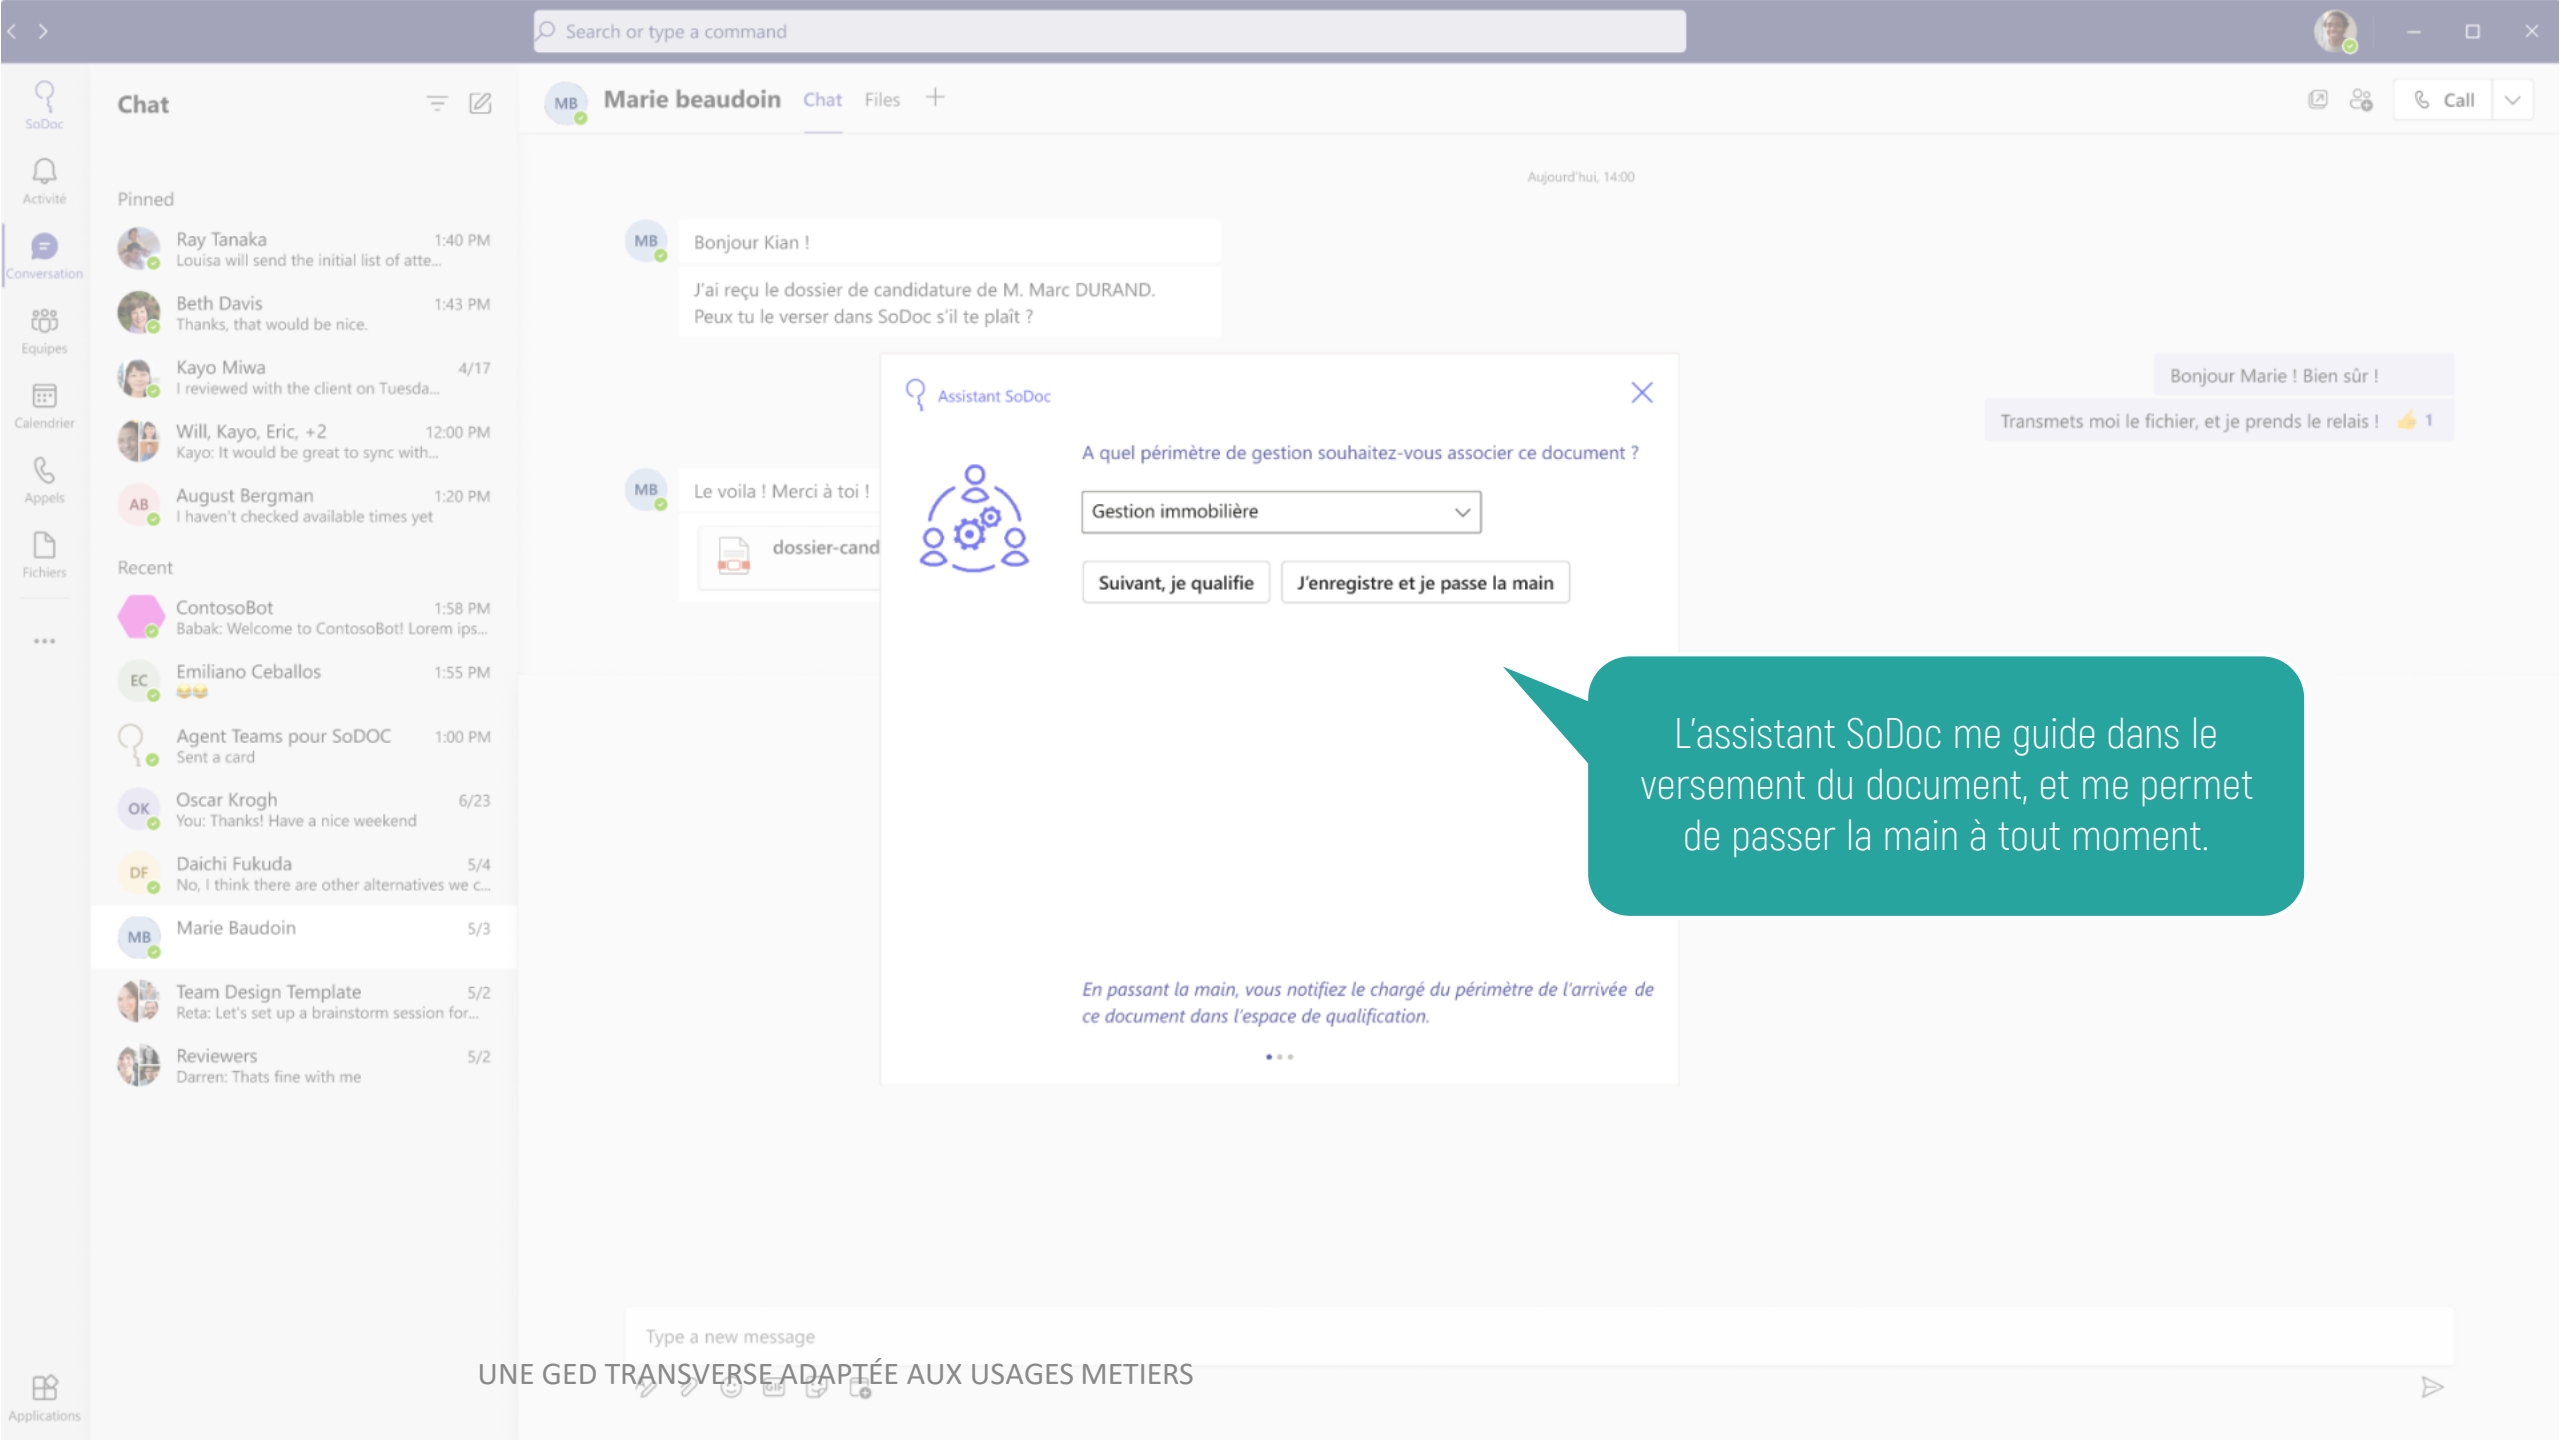 Search or type a command
SoDoc
Activité
Conversation
Equipes
Calendrier
Appels
Fichiers
Applications
Chat
Pinned
Ray Tanaka 1:40 PM
Louisa will send the initial list of atte...
Beth Davis 1:43 PM
Thanks, that would be nice.
Kayo Miwa 4/17
I reviewed with the client on Tuesda...
Will, Kayo, Eric, +2 12:00 PM
Kayo: It would be great to sync with...
AB August Bergman 1:20 PM
I haven't checked available times yet
Recent
ContosoBot 1:58 PM
Babak: Welcome to ContosoBot! Lorem ips...
EC Emiliano Ceballos 1:55 PM
Agent Teams pour SoDOC 1:00 PM
Sent a card
OK Oscar Krogh 6/23
You: Thanks! Have a nice weekend
DF Daichi Fukuda 5/4
No, I think there are other alternatives we c...
MB Marie Baudoin 5/3
Team Design Template 5/2
Reta: Let's set up a brainstorm session for...
Reviewers 5/2
Darren: Thats fine with me
MB Marie beaudoin Chat Files
Call
Aujourd'hui, 14:00
MB Bonjour Kian !
J'ai reçu le dossier de candidature de M. Marc DURAND.
Peux tu le verser dans SoDoc s'il te plaît ?
Bonjour Marie ! Bien sûr !
Transmets moi le fichier, et je prends le relais ! 👍 1
MB Le voila ! Merci à toi !
dossier-cand
Assistant SoDoc
A quel périmètre de gestion souhaitez-vous associer ce document ?
Gestion immobilière
Suivant, je qualifie J'enregistre et je passe la main
En passant la main, vous notifiez le chargé du périmètre de l'arrivée de
ce document dans l'espace de qualification.
L'assistant SoDoc me guide dans le
versement du document, et me permet
de passer la main à tout moment.
Type a new message
UNE GED TRANSVERSE ADAPTÉE AUX USAGES METIERS
GIF